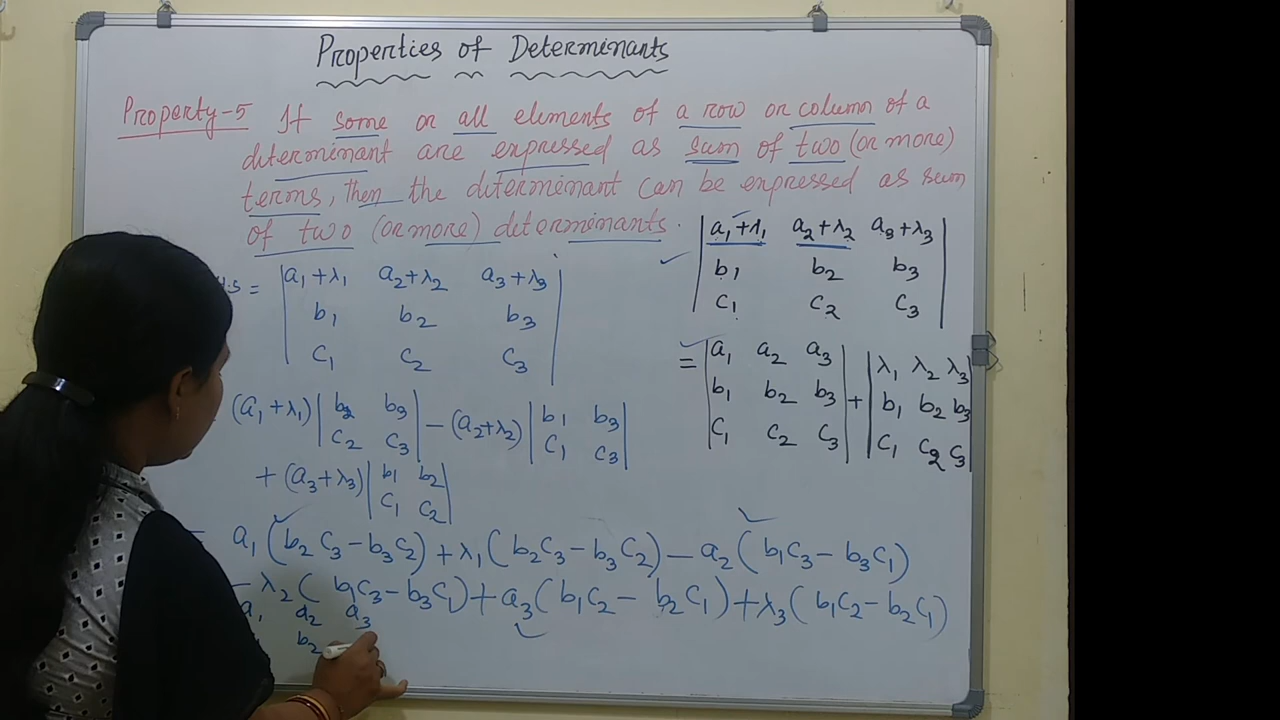 Properties of Determinants
Property-5 If some or all elements of a row or column of a
determinant are expressed as sum of two (or more)
terms, then the determinant can be expressed as sum
of two (or more) determinants.
|a₁+λ₁ a₂+λ₂ a₃+λ₃|
|b₁ b₂ b₃|
|c₁ c₂ c₃|
= |a₁ a₂ a₃| + |λ₁ λ₂ λ₃|
|b₁ b₂ b₃| |b₁ b₂ b₃|
|c₁ c₂ c₃| |c₁ c₂ c₃|
= |a₁+λ₁ a₂+λ₂ a₃+λ₃|
|b₁ b₂ b₃|
|c₁ c₂ c₃|
(a₁+λ₁) |b₂ b₃| − (a₂+λ₂) |b₁ b₃|
|c₂ c₃| |c₁ c₃|
+ (a₃+λ₃) |b₁ b₂|
|c₁ c₂|
= a₁(b₂c₃−b₃c₂) + λ₁(b₂c₃−b₃c₂) − a₂(b₁c₃−b₃c₁)
− λ₂(b₁c₃−b₃c₁) + a₃(b₁c₂−b₂c₁) + λ₃(b₁c₂−b₂c₁)
a₁ a₂ a₃
b₂